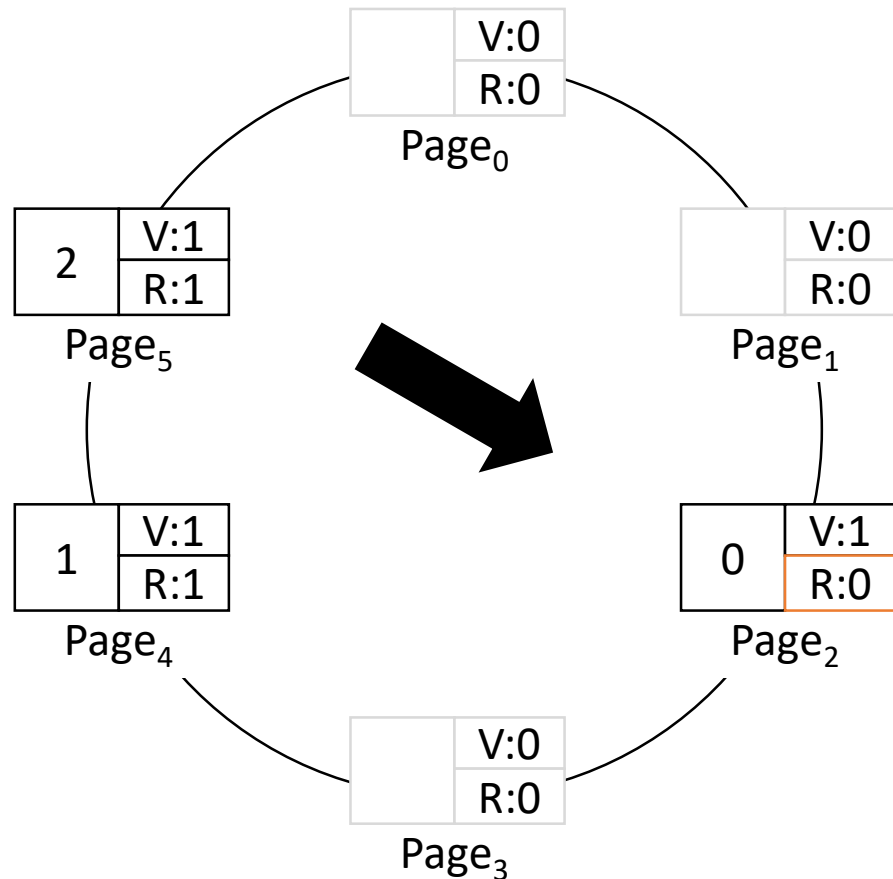 V:0
R:0
Page₀
2
V:1
R:1
Page₅
V:0
R:0
Page₁
1
V:1
R:1
Page₄
0
V:1
R:0
Page₂
V:0
R:0
Page₃